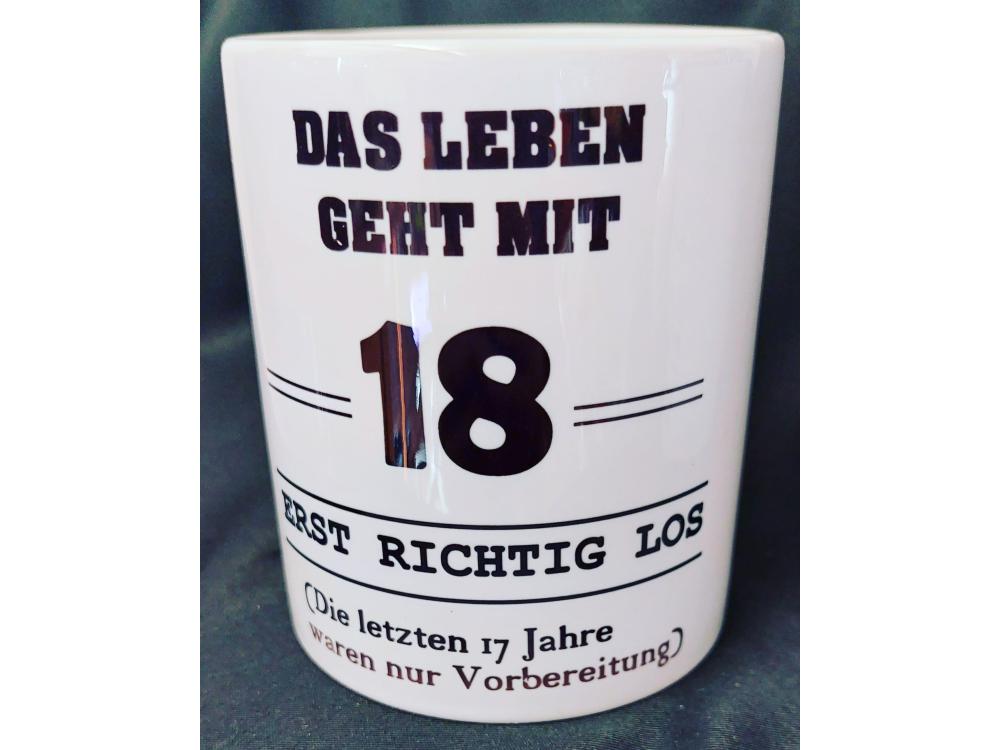 DAS LEBEN
GEHT MIT
18
ERST RICHTIG LOS
(Die letzten 17 Jahre
waren nur Vorbereitung)